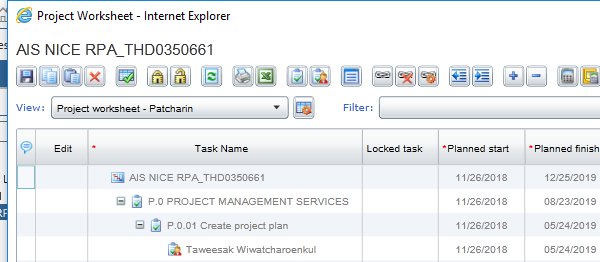 Project Worksheet - Internet Explorer
AIS NICE RPA_THD0350661
View: Project worksheet - Patcharin Filter:
Edit * Task Name Locked task *Planned start *Planned finish
AIS NICE RPA_THD0350661 11/26/2018 12/25/2019
P.0 PROJECT MANAGEMENT SERVICES 11/26/2018 08/23/2019
P.0.01 Create project plan 11/26/2018 05/24/2019
Taweesak Wiwatcharoenkul 11/26/2018 05/24/2019